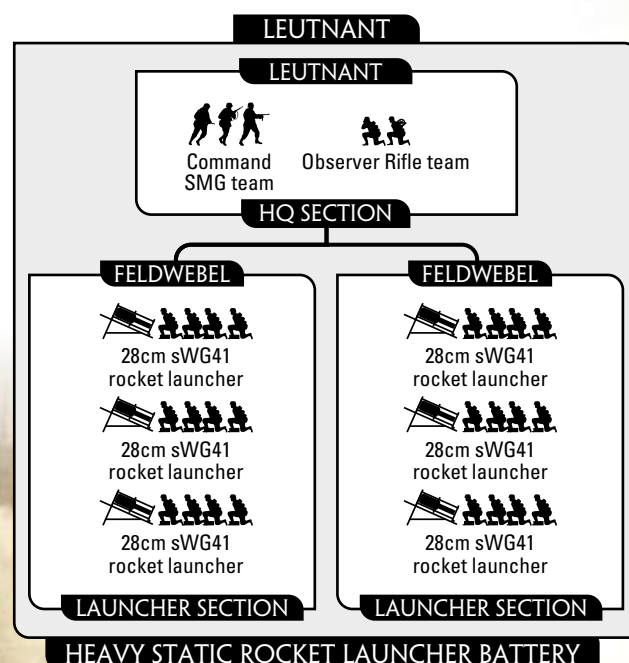 LEUTNANT
LEUTNANT
Command
SMG team
Observer Rifle team
HQ SECTION
FELDWEBEL
28cm sWG41
rocket launcher
28cm sWG41
rocket launcher
28cm sWG41
rocket launcher
LAUNCHER SECTION
FELDWEBEL
28cm sWG41
rocket launcher
28cm sWG41
rocket launcher
28cm sWG41
rocket launcher
LAUNCHER SECTION
HEAVY STATIC ROCKET LAUNCHER BATTERY